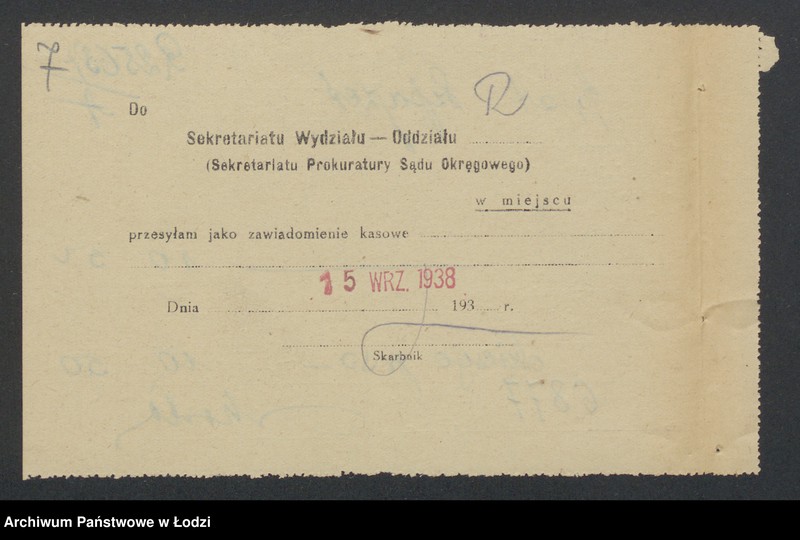 7
Do
R
Sekretariatu Wydziału — Oddziału
(Sekretariatu Prokuratury Sądu Okręgowego)
w miejscu
przesyłam jako zawiadomienie kasowe
15 WRZ. 1938
Dnia 193 r.
Skarbnik
Archiwum Państwowe w Łodzi